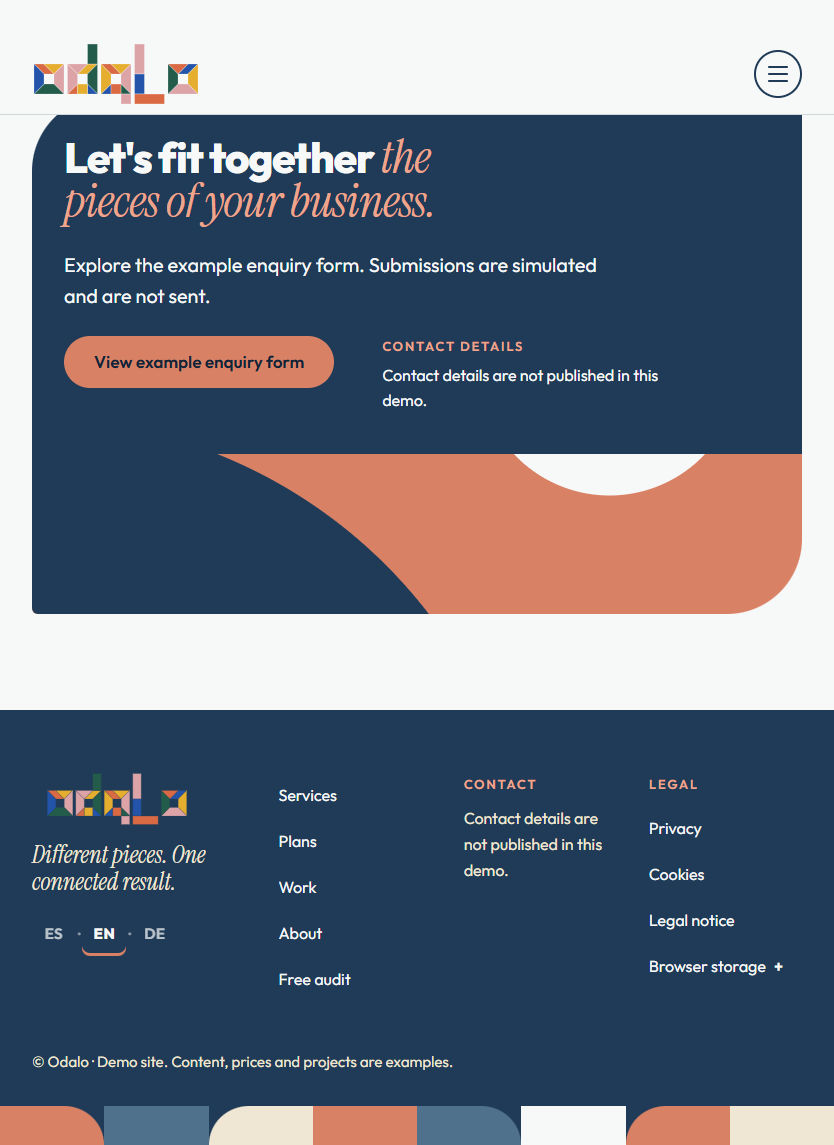 odalo
Let's fit together the
pieces of your business.
Explore the example enquiry form. Submissions are simulated
and are not sent.
View example enquiry form
CONTACT DETAILS
Contact details are not published in this
demo.
odalo
Different pieces. One
connected result.
ES · EN · DE
Services
Plans
Work
About
Free audit
CONTACT
Contact details are
not published in this
demo.
LEGAL
Privacy
Cookies
Legal notice
Browser storage +
© Odalo · Demo site. Content, prices and projects are examples.